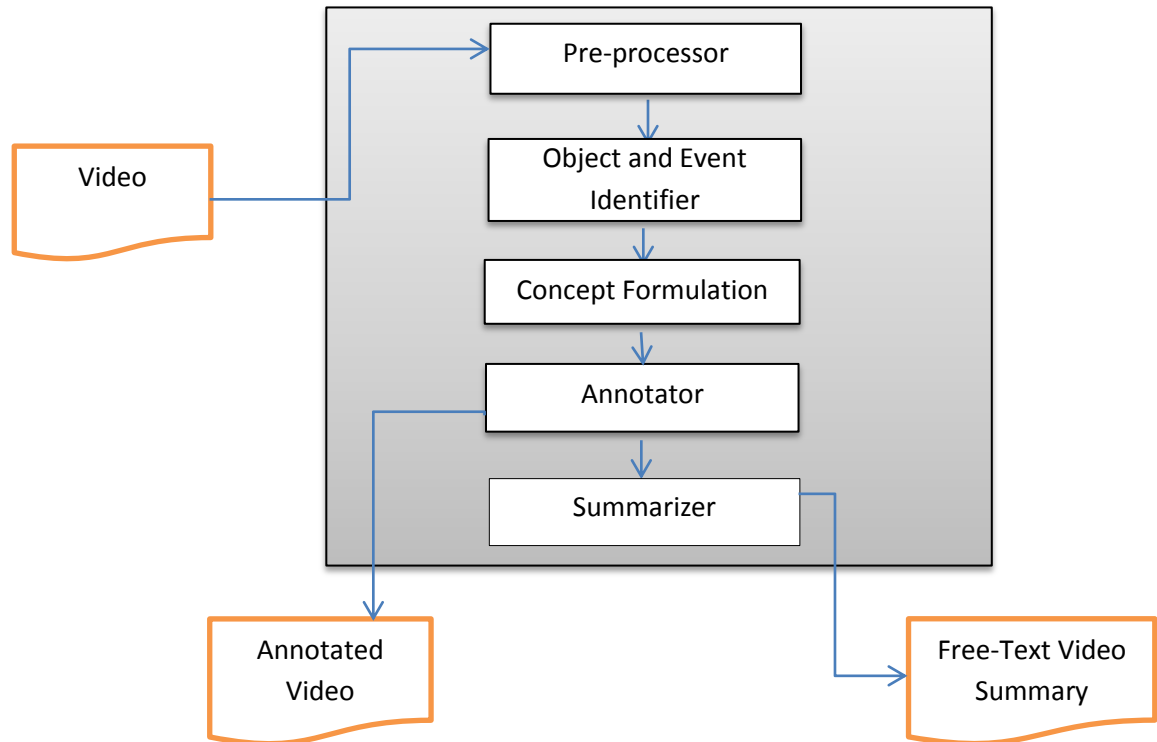 Pre-processor
Video
Object and Event
Identifier
Concept Formulation
Annotator
Summarizer
Annotated
Video
Free-Text Video
Summary